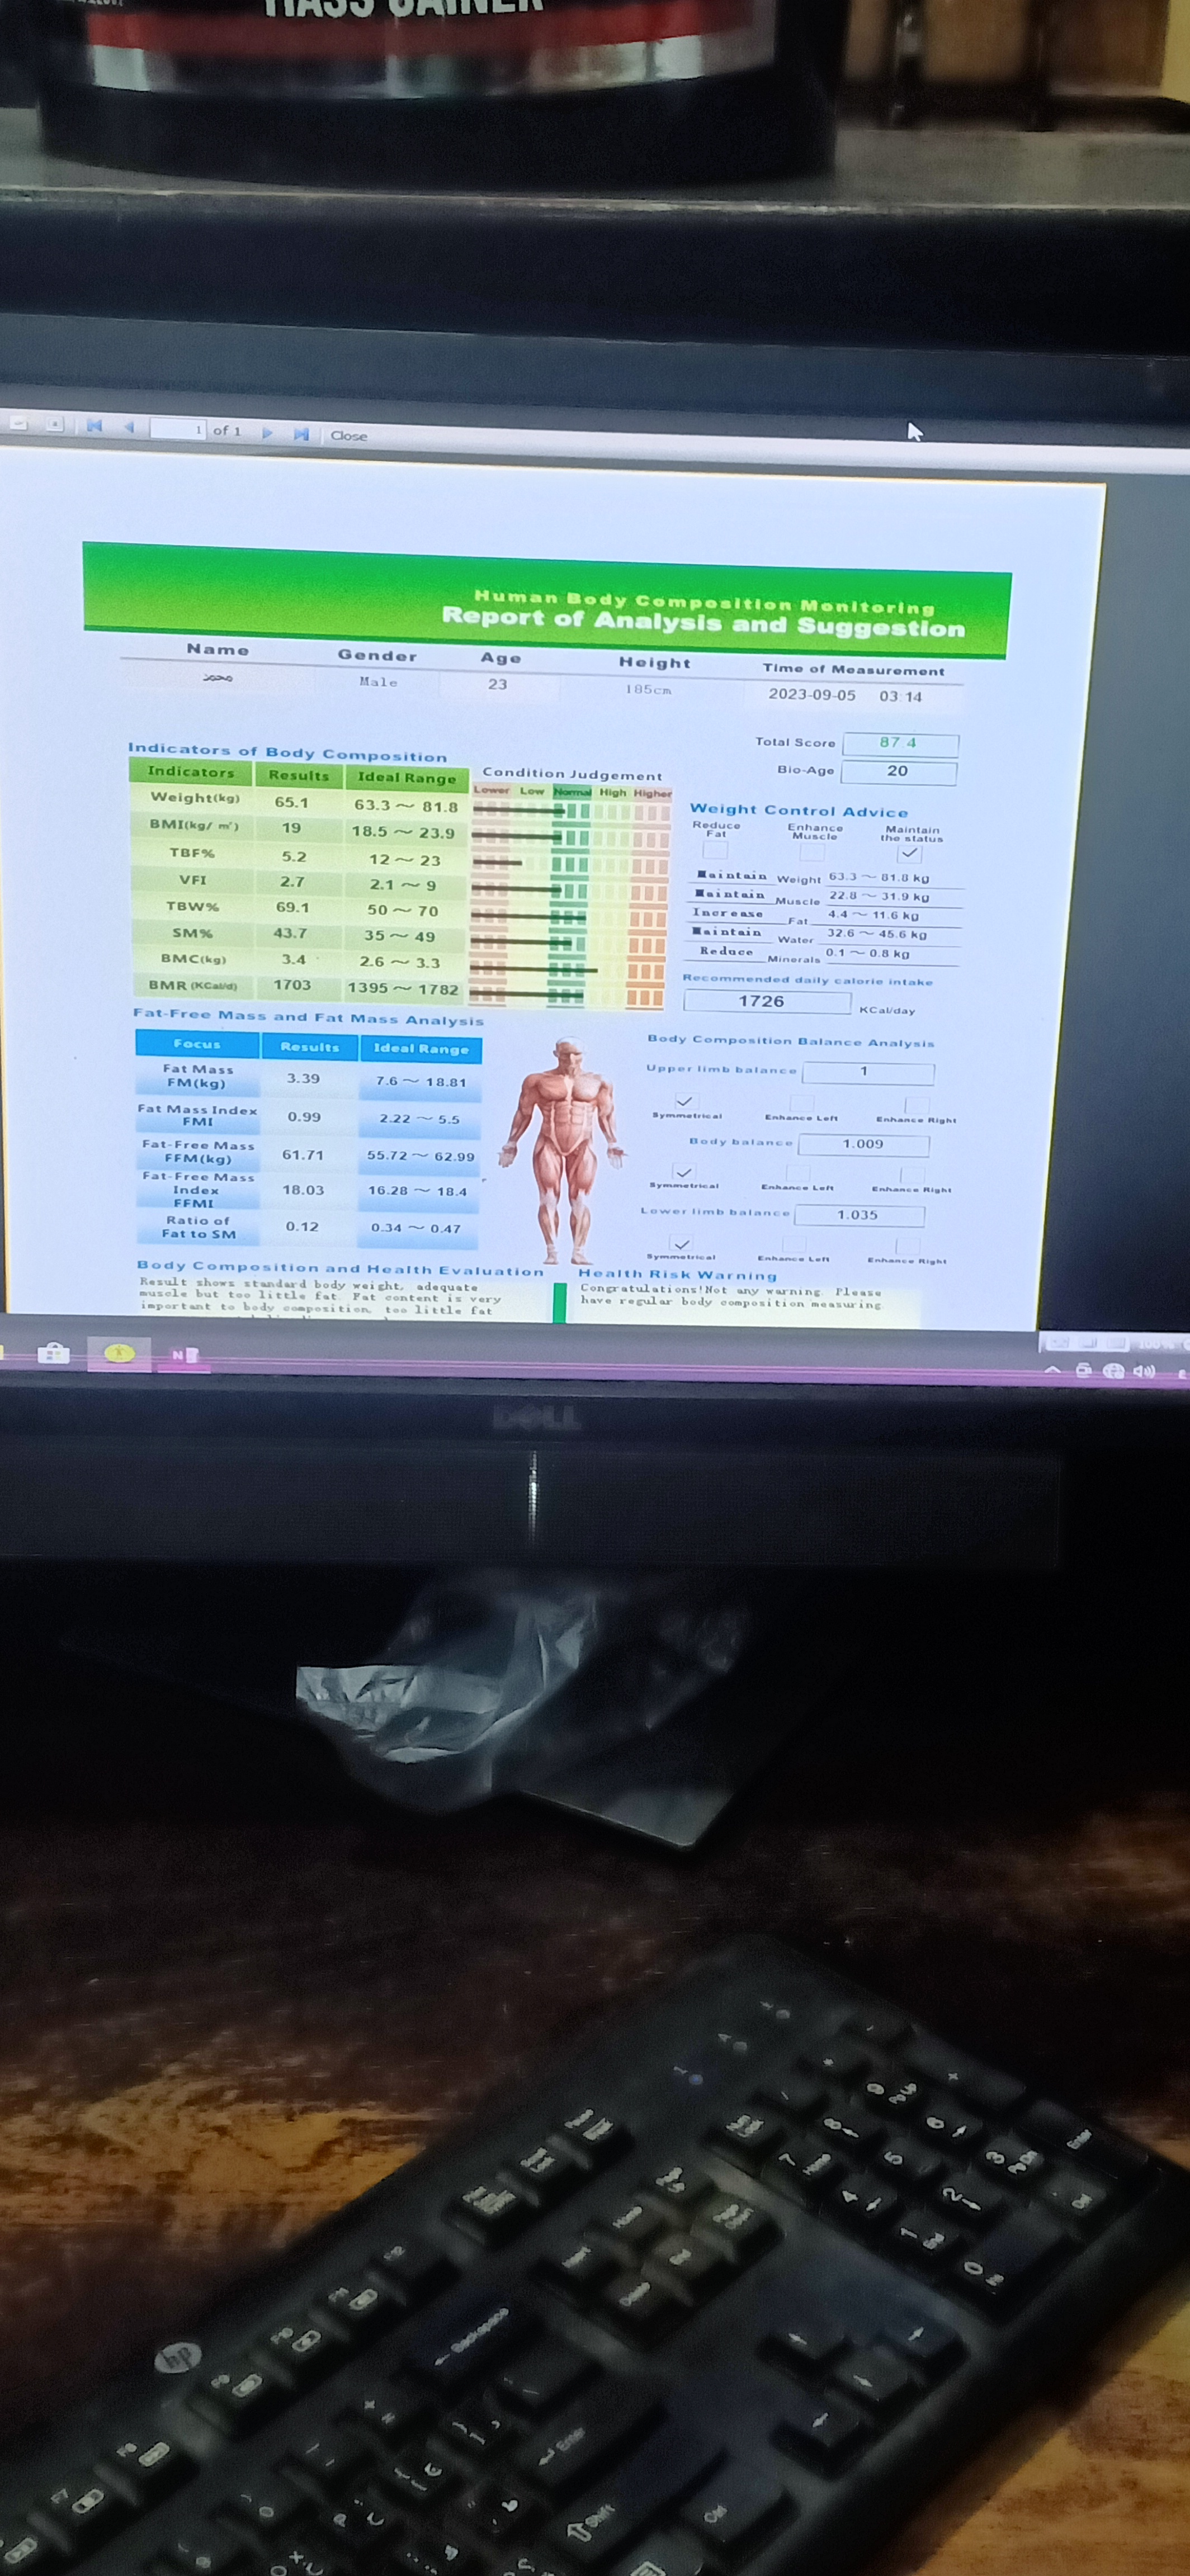 MASS GAINER
1 of 1 Close
Human Body Composition Monitoring
Report of Analysis and Suggestion
Name Gender Age Height Time of Measurement
Male 23 185cm 2023-09-05 03:14
Total Score 87.4
Bio-Age 20
Indicators of Body Composition
Indicators Results Ideal Range Condition Judgement
Lower Low Normal High Higher
Weight(kg) 65.1 63.3 ~ 81.8
BMI(kg/ m²) 19 18.5 ~ 23.9
TBF% 5.2 12 ~ 23
VFI 2.7 2.1 ~ 9
TBW% 69.1 50 ~ 70
SM% 43.7 35 ~ 49
BMC(kg) 3.4 2.6 ~ 3.3
BMR (KCal/d) 1703 1395 ~ 1782
Weight Control Advice
Reduce Fat Enhance Muscle Maintain the status
Maintain Weight 63.3 ~ 81.8 kg
Maintain Muscle 22.8 ~ 31.9 kg
Increase Fat 4.4 ~ 11.6 kg
Maintain Water 32.6 ~ 45.6 kg
Reduce Minerals 0.1 ~ 0.8 kg
Recommended daily calorie intake
1726 KCal/day
Fat-Free Mass and Fat Mass Analysis
Focus Results Ideal Range
Fat Mass FM(kg) 3.39 7.6 ~ 18.81
Fat Mass Index FMI 0.99 2.22 ~ 5.5
Fat-Free Mass FFM(kg) 61.71 55.72 ~ 62.99
Fat-Free Mass Index FFMI 18.03 16.28 ~ 18.4
Ratio of Fat to SM 0.12 0.34 ~ 0.47
Body Composition Balance Analysis
Upper limb balance 1
Symmetrical Enhance Left Enhance Right
Body balance 1.009
Symmetrical Enhance Left Enhance Right
Lower limb balance 1.035
Symmetrical Enhance Left Enhance Right
Body Composition and Health Evaluation
Result shows standard body weight, adequate
muscle but too little fat. Fat content is very
important to body composition, too little fat
Health Risk Warning
Congratulations!Not any warning. Please
have regular body composition measuring.
100%
DELL
hp
Backspace
Enter
Shift
Home
7 Home
4
1 End
0